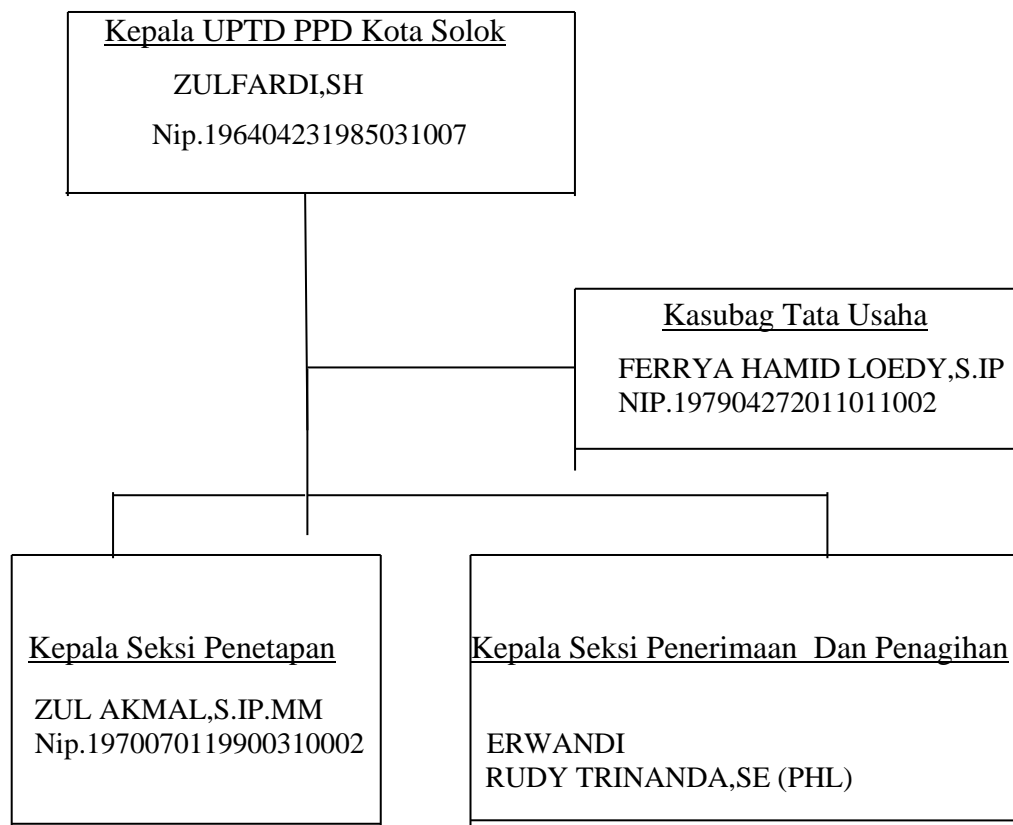 Kepala UPTD PPD Kota Solok
ZULFARDI,SH
Nip.196404231985031007
Kasubag Tata Usaha
FERRYA HAMID LOEDY,S.IP
NIP.197904272011011002
Kepala Seksi Penetapan
ZUL AKMAL,S.IP.MM
Nip.1970070119900310002
Kepala Seksi Penerimaan Dan Penagihan
ERWANDI
RUDY TRINANDA,SE (PHL)